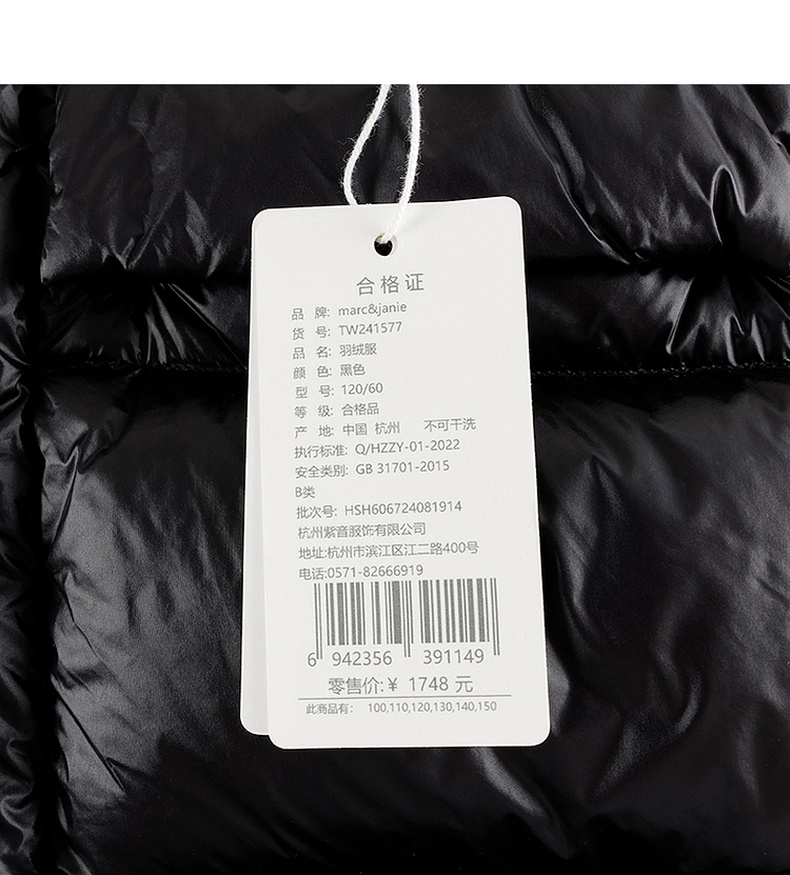 合格证
品 牌: marc&janie
货 号: TW241577
品 名: 羽绒服
颜 色: 黑色
型 号: 120/60
等 级: 合格品
产 地: 中国 杭州 不可干洗
执行标准: Q/HZZY-01-2022
安全类别: GB 31701-2015
B类
批次号: HSH606724081914
杭州紫音服饰有限公司
地址:杭州市滨江区江二路400号
电话:0571-82666919
6 942356 391149
零售价:¥ 1748 元
此商品有: 100,110,120,130,140,150